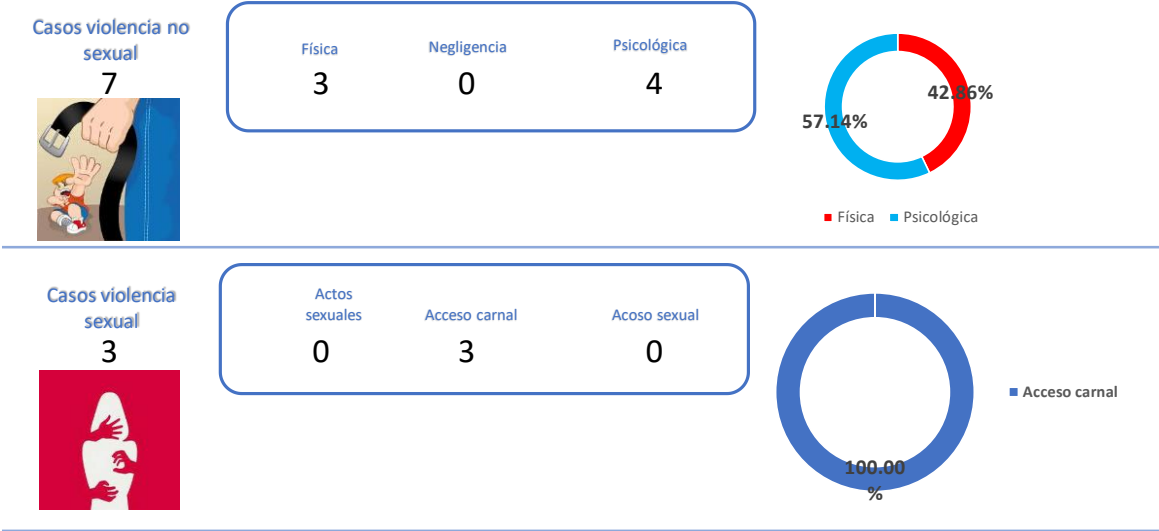 Casos violencia no
sexual
7
Física
Negligencia
Psicológica
3
0
4
42.86%
57.14%
Física
Psicológica
Casos violencia
sexual
3
Actos
sexuales
Acceso carnal
Acoso sexual
0
3
0
Acceso carnal
100.00
%